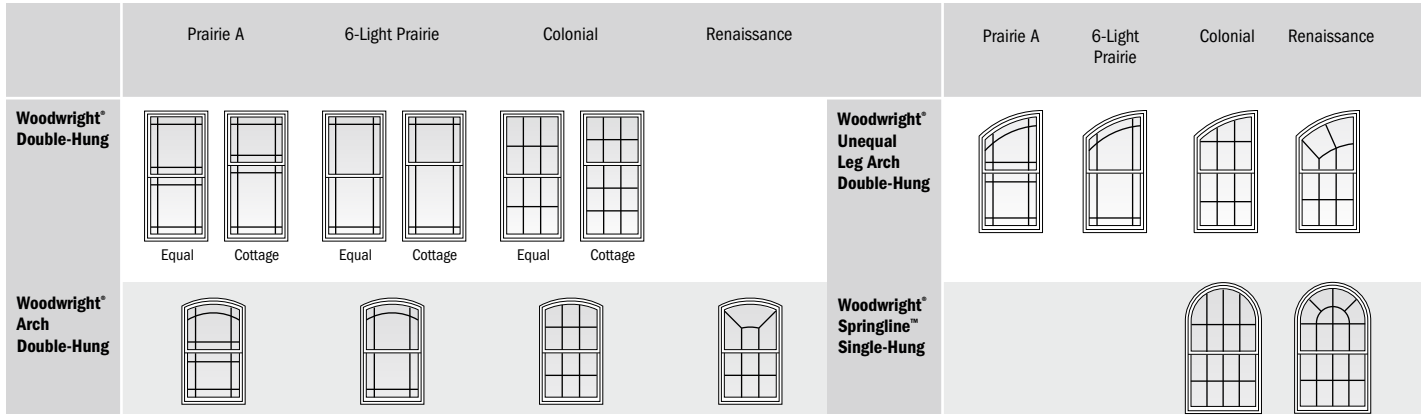 Prairie A 6-Light Prairie Colonial Renaissance
Woodwright®
Double-Hung
Equal Cottage Equal Cottage Equal Cottage
Woodwright®
Arch
Double-Hung
Prairie A 6-Light Colonial Renaissance
Prairie
Woodwright®
Unequal
Leg Arch
Double-Hung
Woodwright®
Springline™
Single-Hung